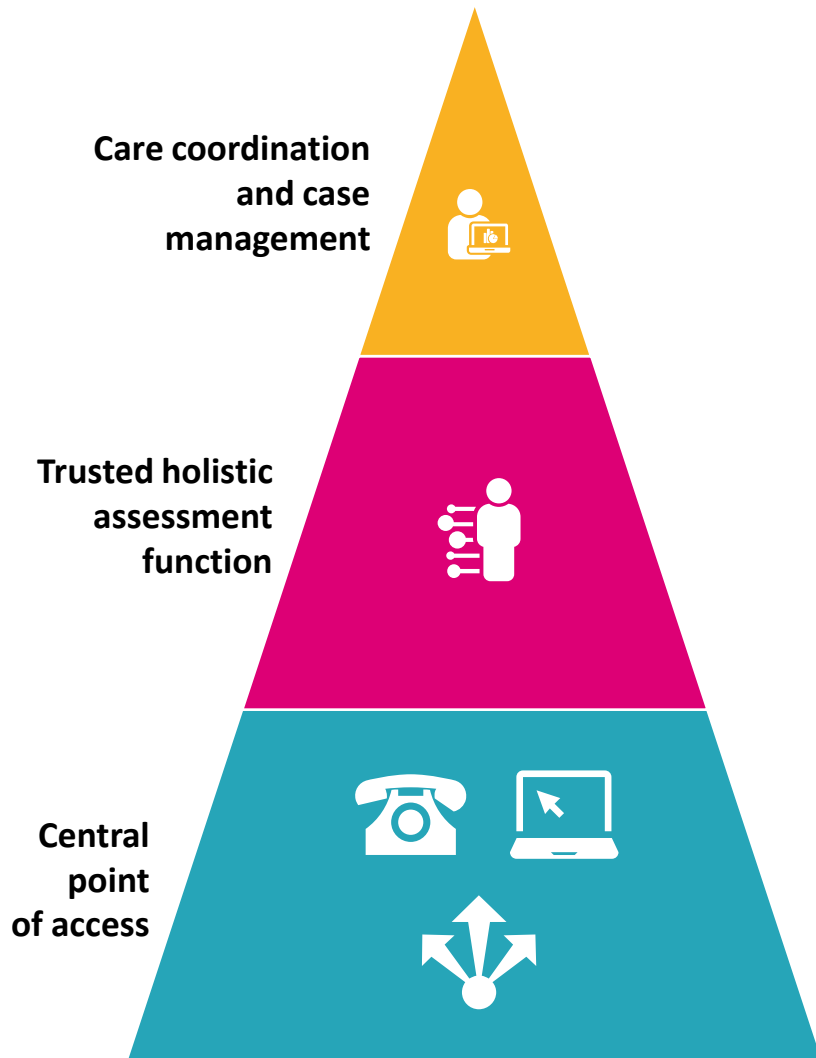 Care coordination
and case
management
Trusted holistic
assessment
function
Central
point
of access